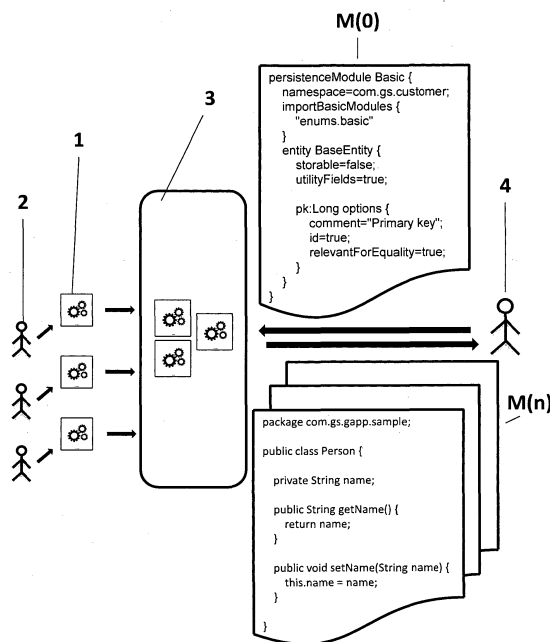 M(0)
persistenceModule Basic {
namespace=com.gs.customer;
importBasicModules {
"enums.basic"
}
entity BaseEntity {
storable=false;
utilityFields=true;
pk:Long options {
comment="Primary key";
id=true;
relevantForEquality=true;
}
}
}
3
1
2
4
M(n)
package com.gs.gapp.sample;
public class Person {
private String name;
public String getName() {
return name;
}
public void setName(String name) {
this.name = name;
}
}